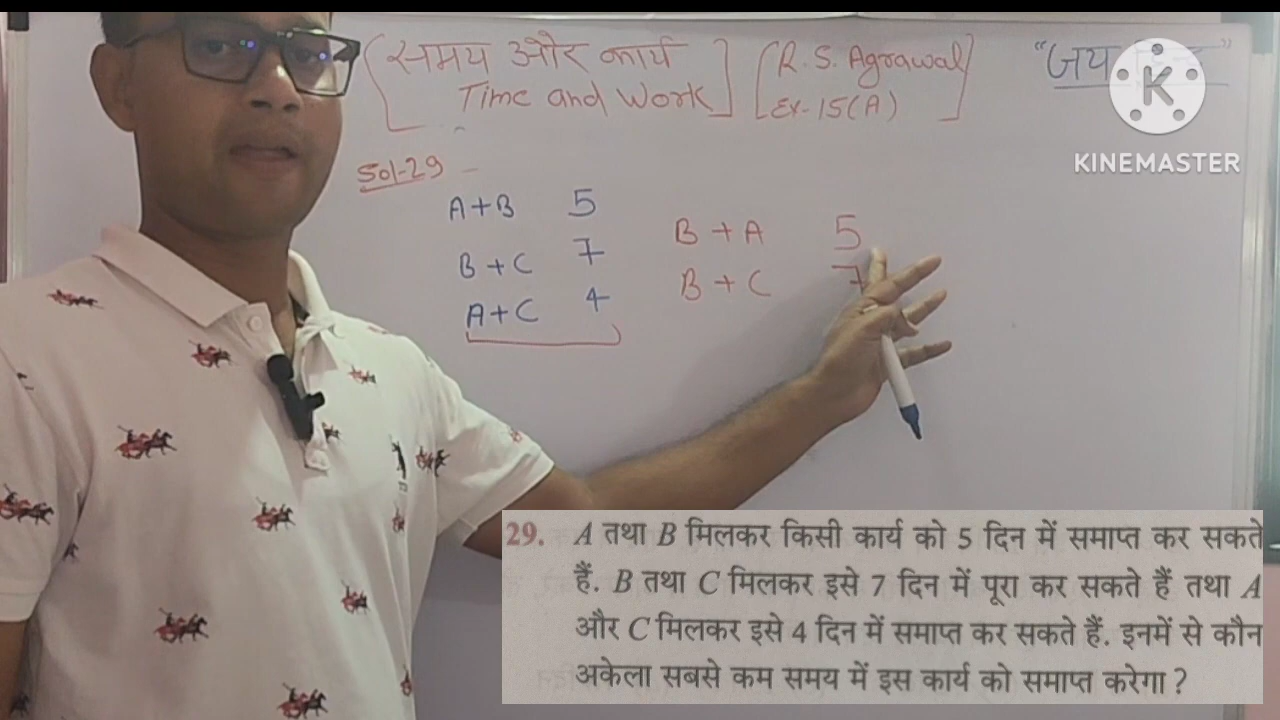 [समय और कार्य] [R. S. Agrawal]
Time and Work Ex-15(A)
"जय
K
KINEMASTER
Sol-29
A+B 5
B+C 7
A+C 4
B+A 5
B+C 7
29. A तथा B मिलकर किसी कार्य को 5 दिन में समाप्त कर सकते
हैं. B तथा C मिलकर इसे 7 दिन में पूरा कर सकते हैं तथा A
और C मिलकर इसे 4 दिन में समाप्त कर सकते हैं. इनमें से कौन
अकेला सबसे कम समय में इस कार्य को समाप्त करेगा ?